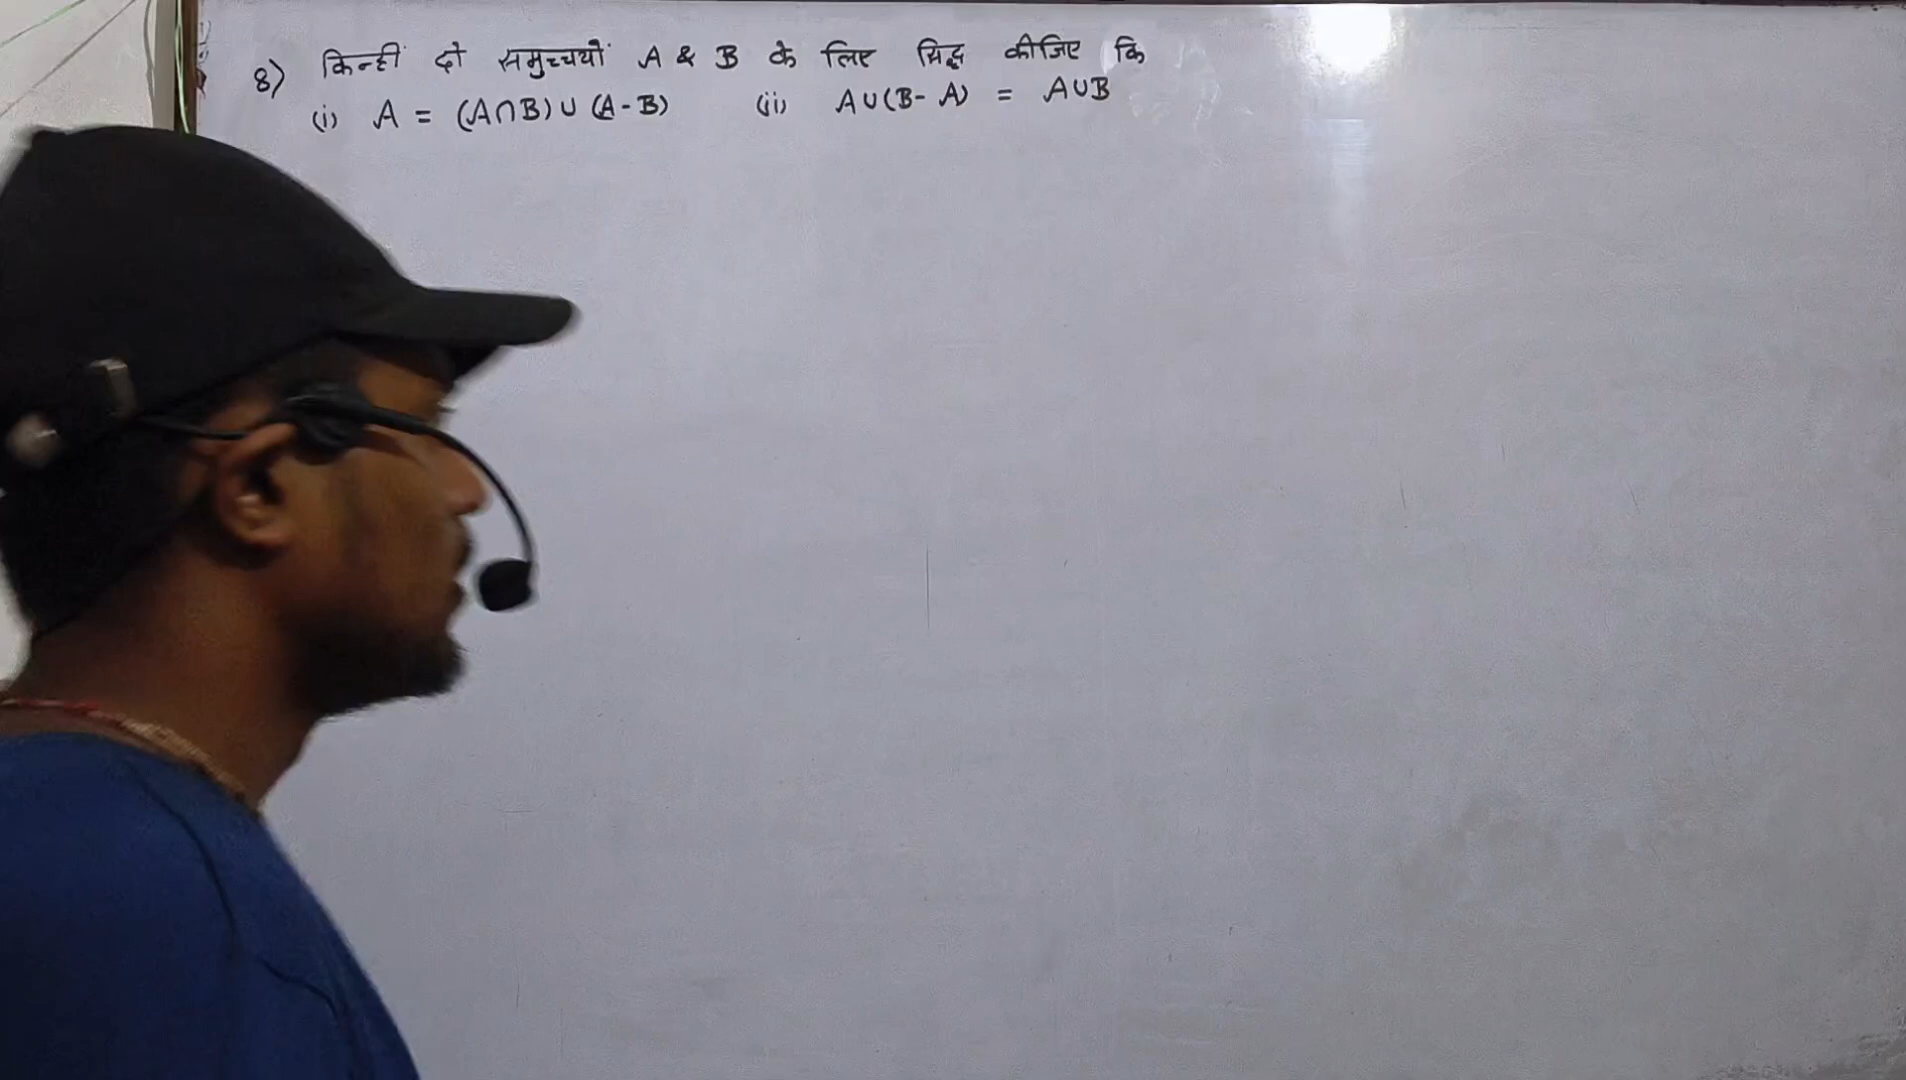 8) किन्हीं दो समुच्चयों A & B के लिए सिद्ध कीजिए कि
(i) A = (A∩B)∪(A-B) (ii) A∪(B-A) = A∪B